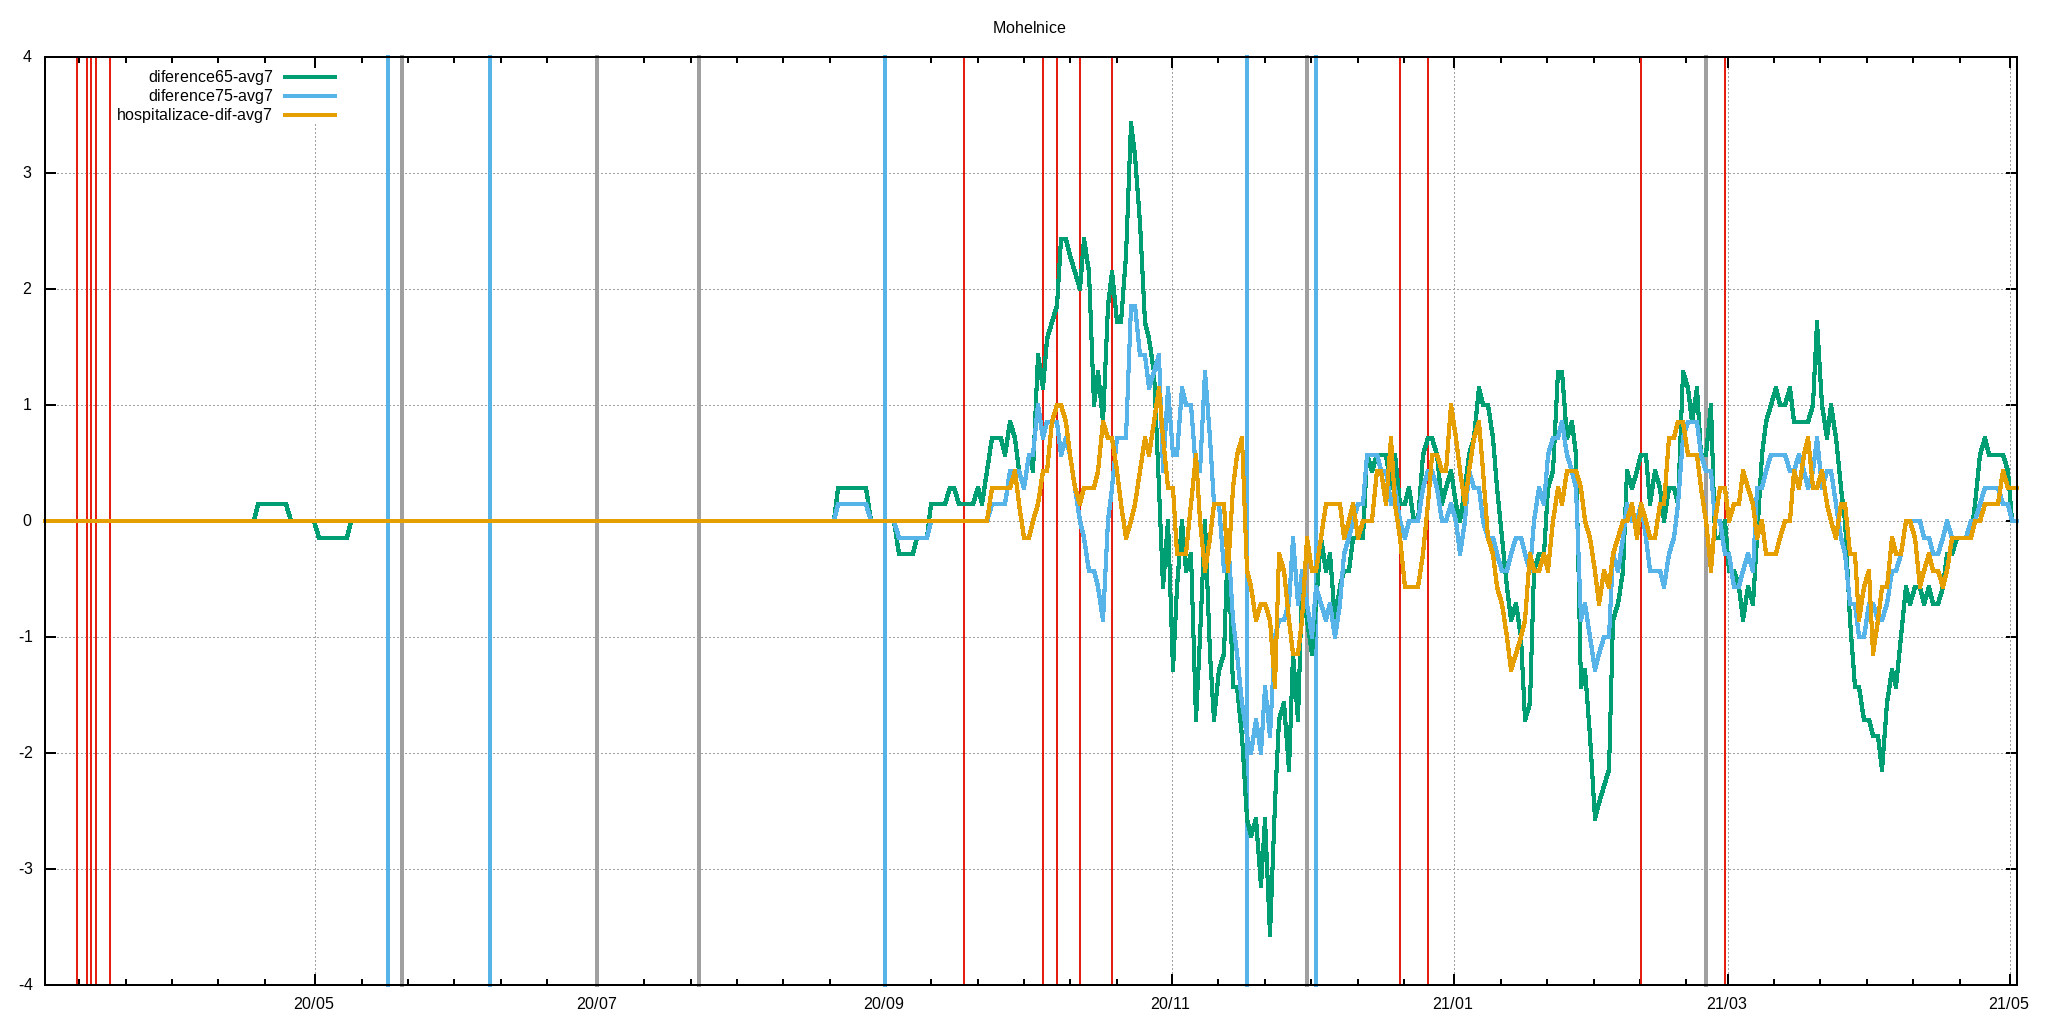 Mohelnice
4
diference65-avg7
diference75-avg7
hospitalizace-dif-avg7
3
2
1
0
-1
-2
-3
-4
20/05 20/07 20/09 20/11 21/01 21/03 21/05